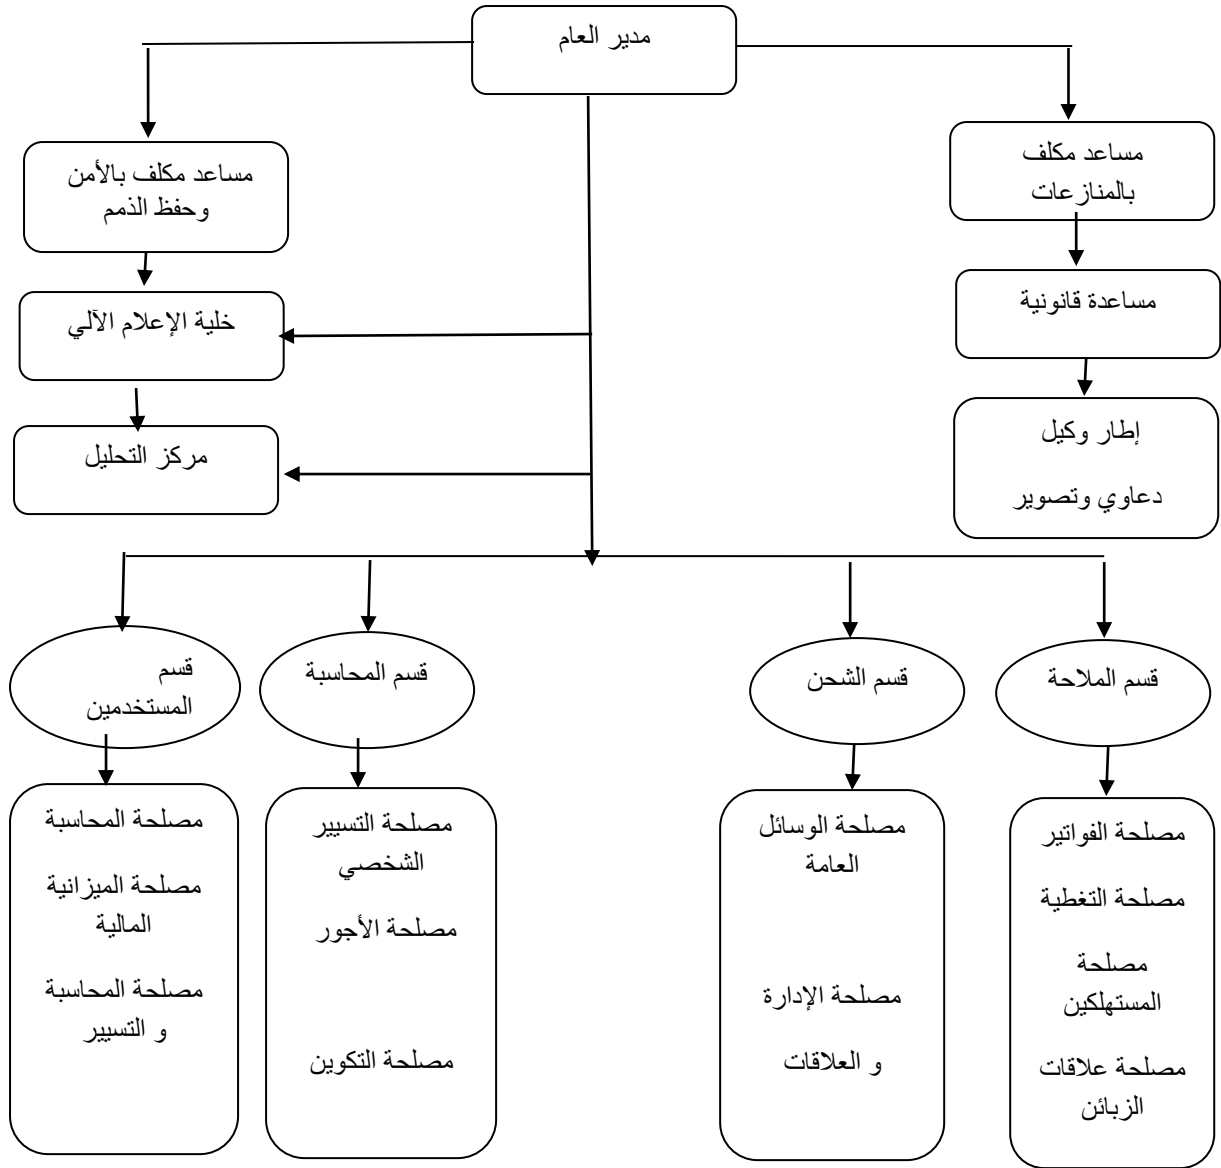 مدير العام
مساعد مكلف
بالمنازعات
مساعدة قانونية
إطار وكيل
دعاوي وتصوير
مساعد مكلف بالأمن
وحفظ الذمم
خلية الإعلام الآلي
مركز التحليل
قسم الملاحة
قسم الشحن
قسم المحاسبة
قسم
المستخدمين
مصلحة الفواتير
مصلحة التغطية
مصلحة
المستهلكين
مصلحة علاقات
الزبائن
مصلحة الوسائل
العامة
مصلحة الإدارة
و العلاقات
مصلحة التسيير
الشخصي
مصلحة الأجور
مصلحة التكوين
مصلحة المحاسبة
مصلحة الميزانية
المالية
مصلحة المحاسبة
و التسيير